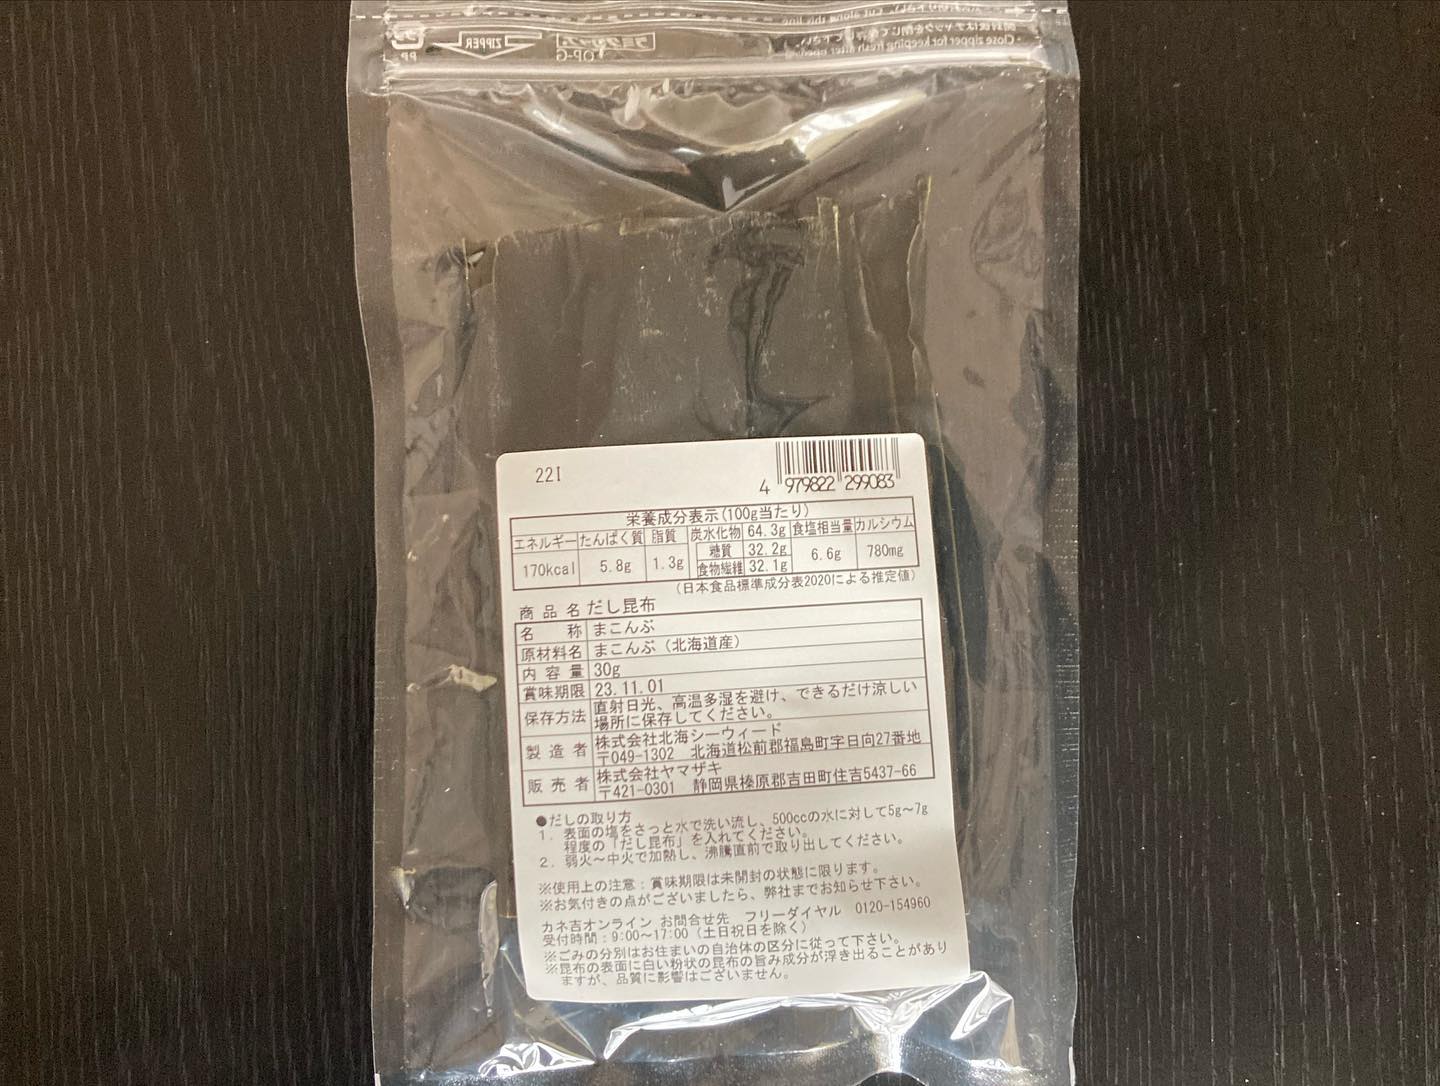 ZIPPER
PP
TOP-G
・Close zipper for keeping fresh after opened
22I
4 979822 299083
栄養成分表示(100g当たり)
エネルギー たんぱく質 脂質 炭水化物 64.3g 食塩相当量 カルシウム
糖質 32.2g
170kcal 5.8g 1.3g 食物繊維 32.1g 6.6g 780mg
(日本食品標準成分表2020による推定値)
商品名 だし昆布
名称 まこんぶ
原材料名 まこんぶ(北海道産)
内容量 30g
賞味期限 23.11.01
保存方法 直射日光、高温多湿を避け、できるだけ涼しい
場所に保存してください。
製造者 株式会社北海シーウィード
〒049-1302 北海道松前郡福島町字日向27番地
販売者 株式会社ヤマザキ
〒421-0301 静岡県榛原郡吉田町住吉5437-66
●だしの取り方
1. 表面の塩をさっと水で洗い流し、500ccの水に対して5g〜7g
程度の「だし昆布」を入れてください。
2. 弱火〜中火で加熱し、沸騰直前で取り出してください。
※使用上の注意:賞味期限は未開封の状態に限ります。
※お気付きの点がございましたら、弊社までお知らせ下さい。
カネ吉オンライン お問合せ先 フリーダイヤル 0120-154960
受付時間:9:00〜17:00(土日祝日を除く)
※ごみの分別はお住まいの自治体の区分に従って下さい。
※昆布の表面に白い粉状の昆布の旨み成分が浮き出ることがあり
ますが、品質に影響はございません。